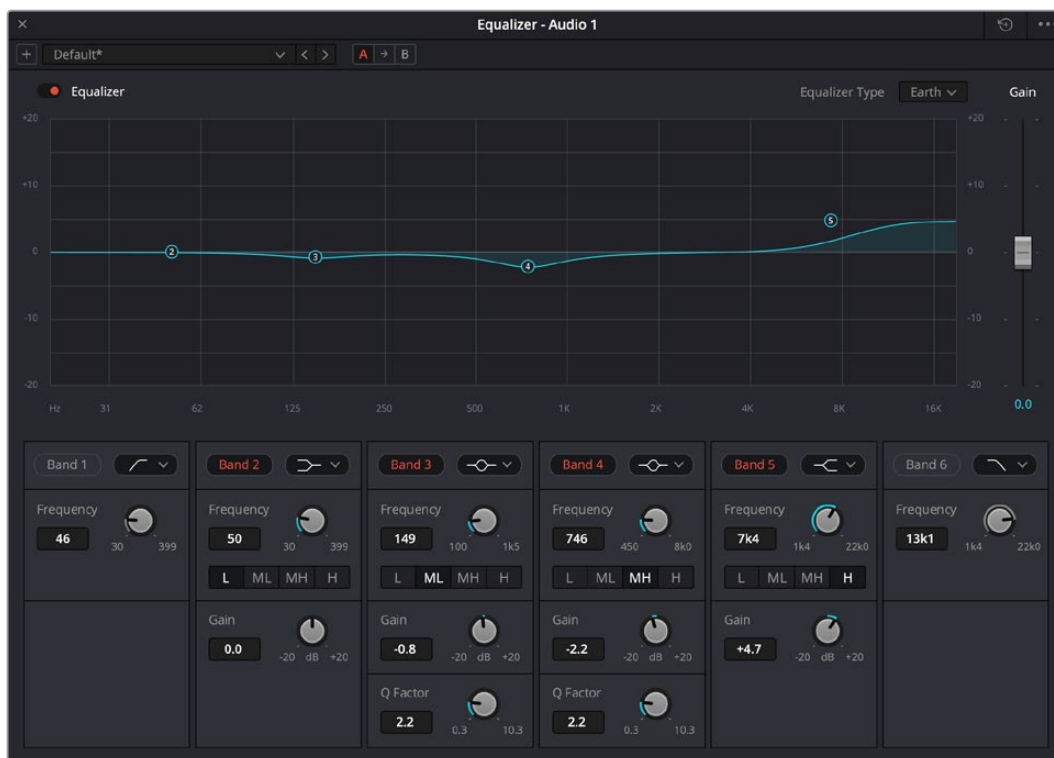 Equalizer - Audio 1
Default* A B
Equalizer Equalizer Type Earth Gain
+20 +20
+10 +10
0 0
-10 -10
-20 -20
Hz 31 62 125 250 500 1K 2K 4K 8K 16K 0.0
2 3 4 5
Band 1 Band 2 Band 3 Band 4 Band 5 Band 6
Frequency Frequency Frequency Frequency Frequency Frequency
46 30 399 50 30 399 149 100 1k5 746 450 8k0 7k4 1k4 22k0 13k1 1k4 22k0
L ML MH H L ML MH H L ML MH H L ML MH H
Gain Gain Gain Gain
0.0 -20 dB +20 -0.8 -20 dB +20 -2.2 -20 dB +20 +4.7 -20 dB +20
Q Factor Q Factor
2.2 0.3 10.3 2.2 0.3 10.3